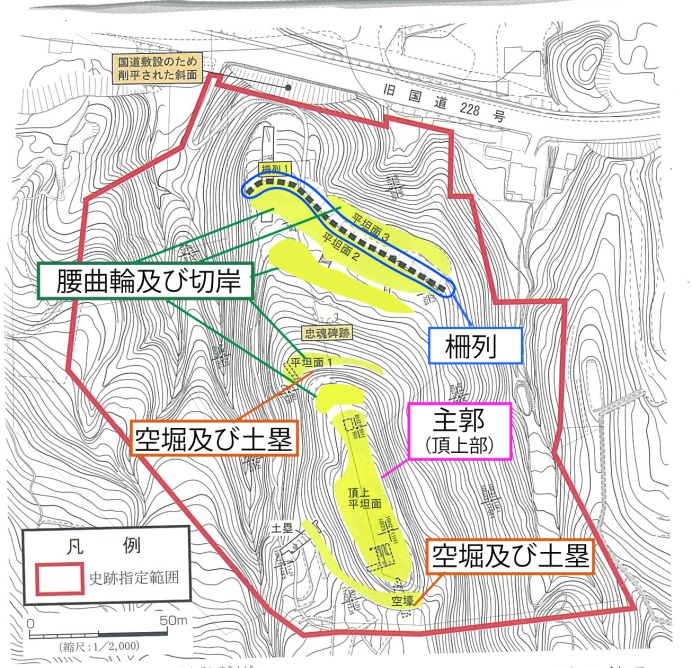 国道敷設のため
削平された斜面
旧国道228号
柵列1
平坦面3
平坦面2
腰曲輪及び切岸
忠魂碑跡
柵列
平坦面1
空堀及び土塁
主郭
(頂上部)
頂上
平坦面
土塁
空堀及び土塁
空壕
凡例
史跡指定範囲
0 50m
(縮尺:1/2,000)